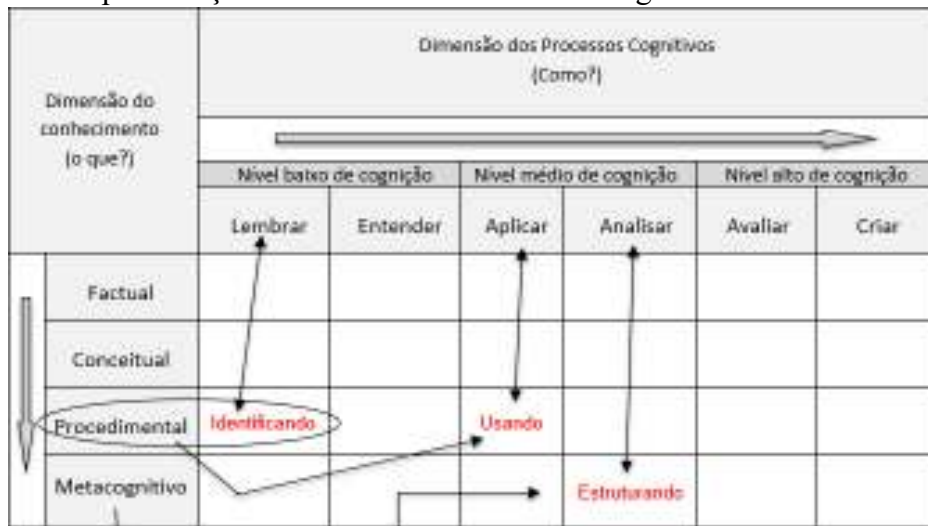 Dimensão dos Processos Cognitivos
(Como?)
Dimensão do
conhecimento
(o que?)
Nível baixo de cognição Nível médio de cognição Nível alto de cognição
Lembrar Entender Aplicar Analisar Avaliar Criar
Factual
Conceitual
Procedimental Identificando Usando
Metacognitivo Estruturando